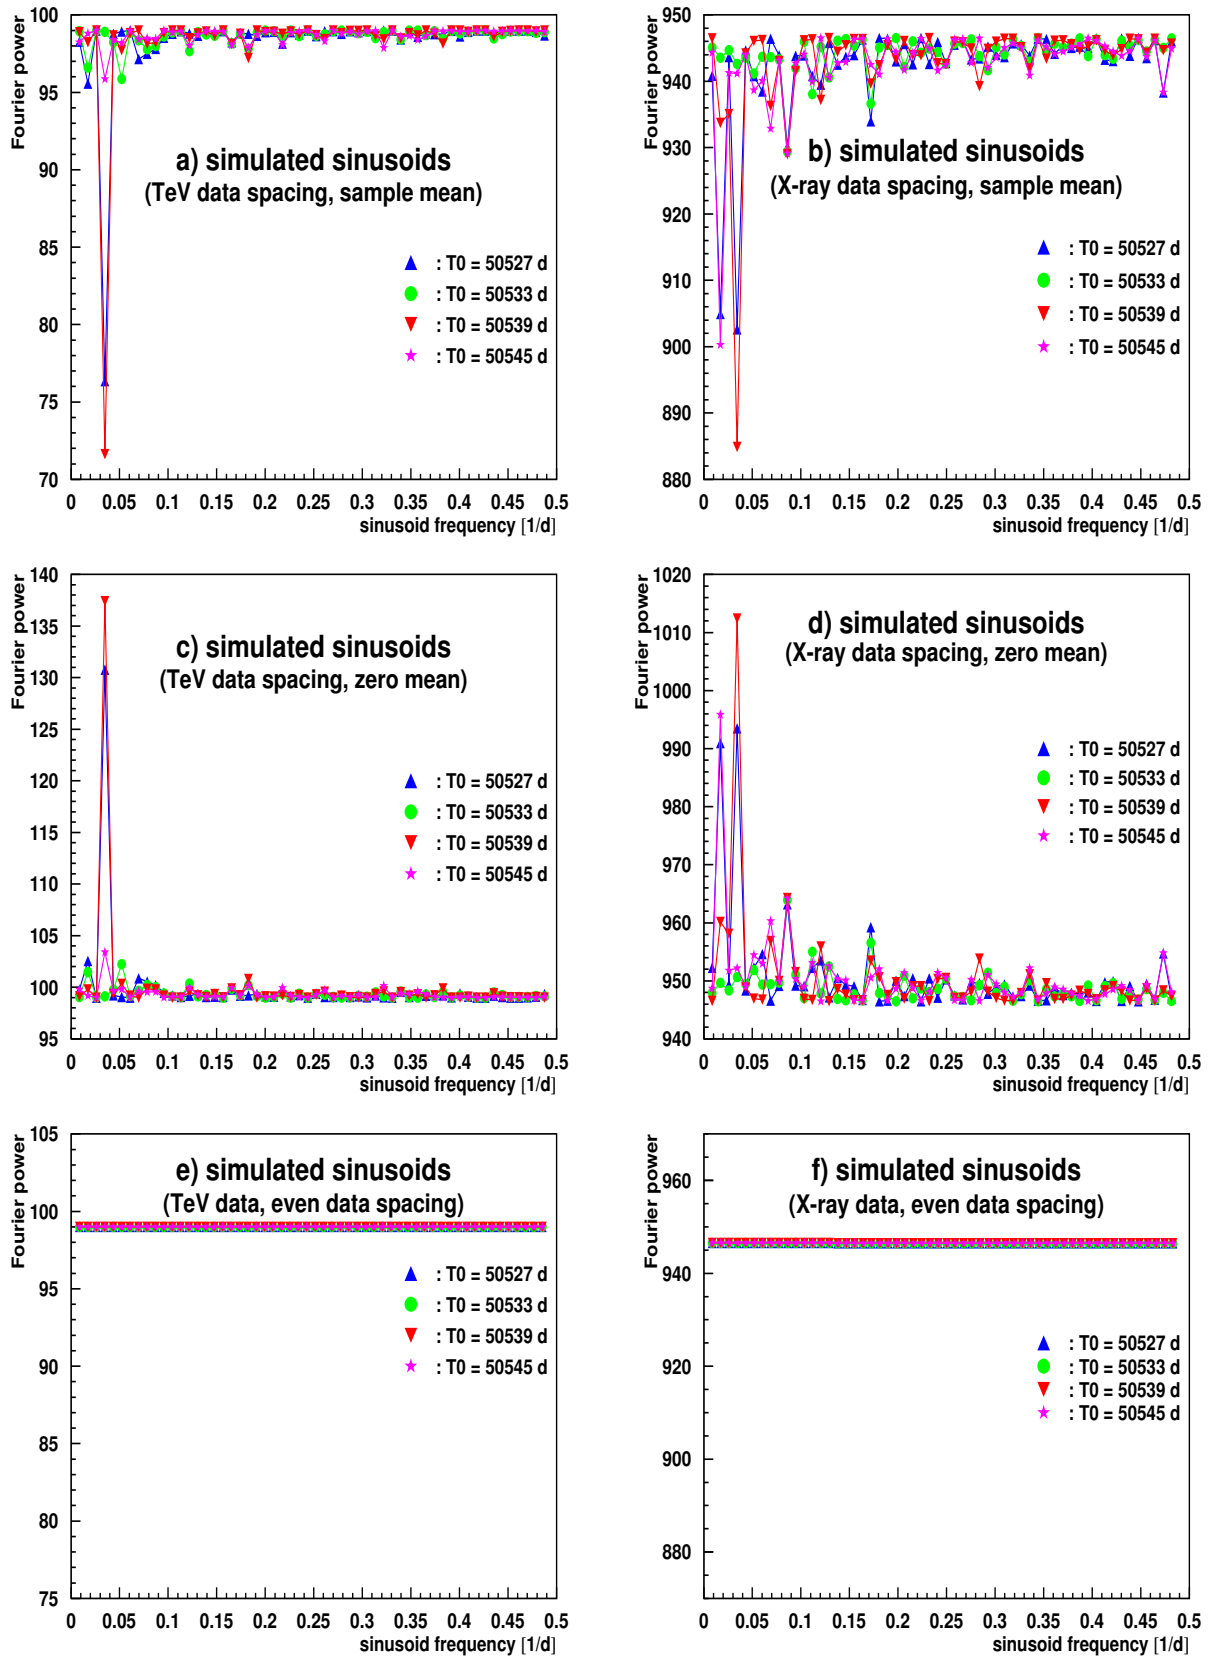 Fourier power
100
95
90
85
80
75
70
a) simulated sinusoids
(TeV data spacing, sample mean)
: T0 = 50527 d
: T0 = 50533 d
: T0 = 50539 d
: T0 = 50545 d
0 0.05 0.1 0.15 0.2 0.25 0.3 0.35 0.4 0.45 0.5
sinusoid frequency [1/d]
Fourier power
950
940
930
920
910
900
890
880
b) simulated sinusoids
(X-ray data spacing, sample mean)
: T0 = 50527 d
: T0 = 50533 d
: T0 = 50539 d
: T0 = 50545 d
0 0.05 0.1 0.15 0.2 0.25 0.3 0.35 0.4 0.45 0.5
sinusoid frequency [1/d]
Fourier power
140
135
130
125
120
115
110
105
100
95
c) simulated sinusoids
(TeV data spacing, zero mean)
: T0 = 50527 d
: T0 = 50533 d
: T0 = 50539 d
: T0 = 50545 d
0 0.05 0.1 0.15 0.2 0.25 0.3 0.35 0.4 0.45 0.5
sinusoid frequency [1/d]
Fourier power
1020
1000
980
960
940
d) simulated sinusoids
(X-ray data spacing, zero mean)
: T0 = 50527 d
: T0 = 50533 d
: T0 = 50539 d
: T0 = 50545 d
0 0.05 0.1 0.15 0.2 0.25 0.3 0.35 0.4 0.45 0.5
sinusoid frequency [1/d]
Fourier power
105
100
95
90
85
80
75
e) simulated sinusoids
(TeV data, even data spacing)
: T0 = 50527 d
: T0 = 50533 d
: T0 = 50539 d
: T0 = 50545 d
0 0.05 0.1 0.15 0.2 0.25 0.3 0.35 0.4 0.45 0.5
sinusoid frequency [1/d]
Fourier power
960
940
920
900
880
f) simulated sinusoids
(X-ray data, even data spacing)
: T0 = 50527 d
: T0 = 50533 d
: T0 = 50539 d
: T0 = 50545 d
0 0.05 0.1 0.15 0.2 0.25 0.3 0.35 0.4 0.45 0.5
sinusoid frequency [1/d]